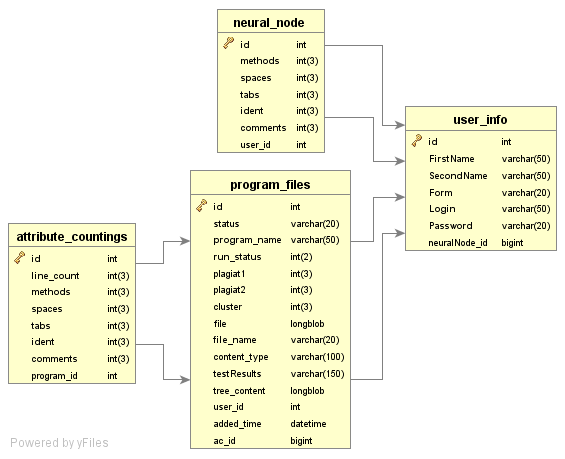 neural_node
id int
methods int(3)
spaces int(3)
tabs int(3)
ident int(3)
comments int(3)
user_id int
user_info
id int
FirstName varchar(50)
SecondName varchar(50)
Form varchar(20)
Login varchar(50)
Password varchar(20)
neuralNode_id bigint
program_files
id int
status varchar(20)
program_name varchar(50)
run_status int(2)
plagiat1 int(3)
plagiat2 int(3)
cluster int(3)
file longblob
file_name varchar(20)
content_type varchar(100)
testResults varchar(150)
tree_content longblob
user_id int
added_time datetime
ac_id bigint
attribute_countings
id int
line_count int(3)
methods int(3)
spaces int(3)
tabs int(3)
ident int(3)
comments int(3)
program_id int
Powered by yFiles